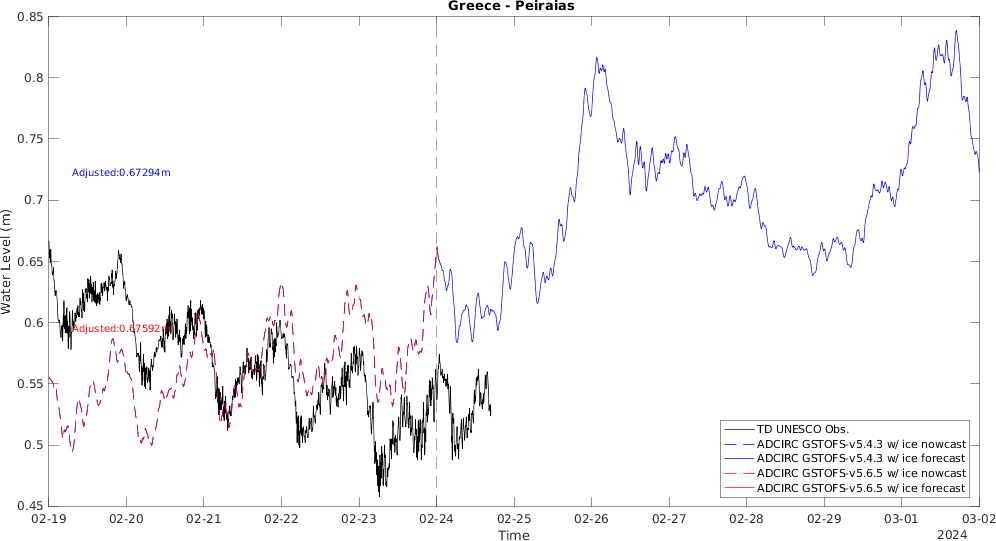 Greece - Peiraias
0.85
0.8
0.75
0.7
0.65
0.6
0.55
0.5
0.45
Water Level (m)
Adjusted:0.67294m
Adjusted:0.67592m
TD UNESCO Obs.
ADCIRC GSTOFS-v5.4.3 w/ ice nowcast
ADCIRC GSTOFS-v5.4.3 w/ ice forecast
ADCIRC GSTOFS-v5.6.5 w/ ice nowcast
ADCIRC GSTOFS-v5.6.5 w/ ice forecast
02-19 02-20 02-21 02-22 02-23 02-24 02-25 02-26 02-27 02-28 02-29 03-01 03-02
Time
2024